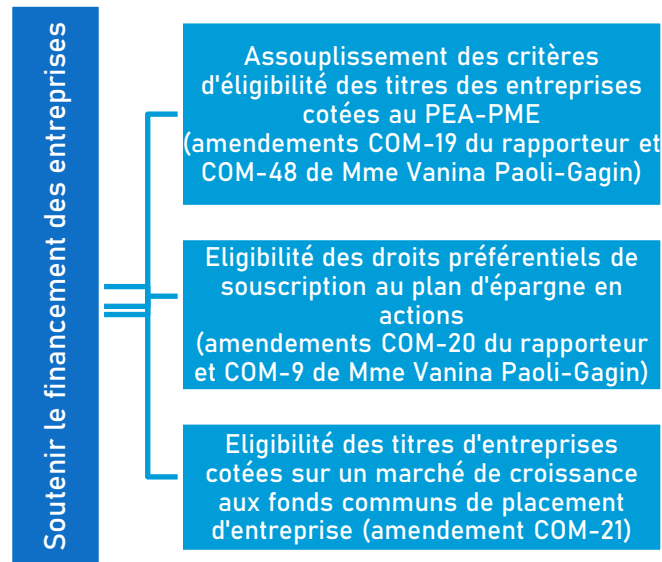 Soutenir le financement des entreprises
Assouplissement des critères
d'éligibilité des titres des entreprises
cotées au PEA-PME
(amendements COM-19 du rapporteur et
COM-48 de Mme Vanina Paoli-Gagin)
Eligibilité des droits préférentiels de
souscription au plan d'épargne en
actions
(amendements COM-20 du rapporteur
et COM-9 de Mme Vanina Paoli-Gagin)
Eligibilité des titres d'entreprises
cotées sur un marché de croissance
aux fonds communs de placement
d'entreprise (amendement COM-21)